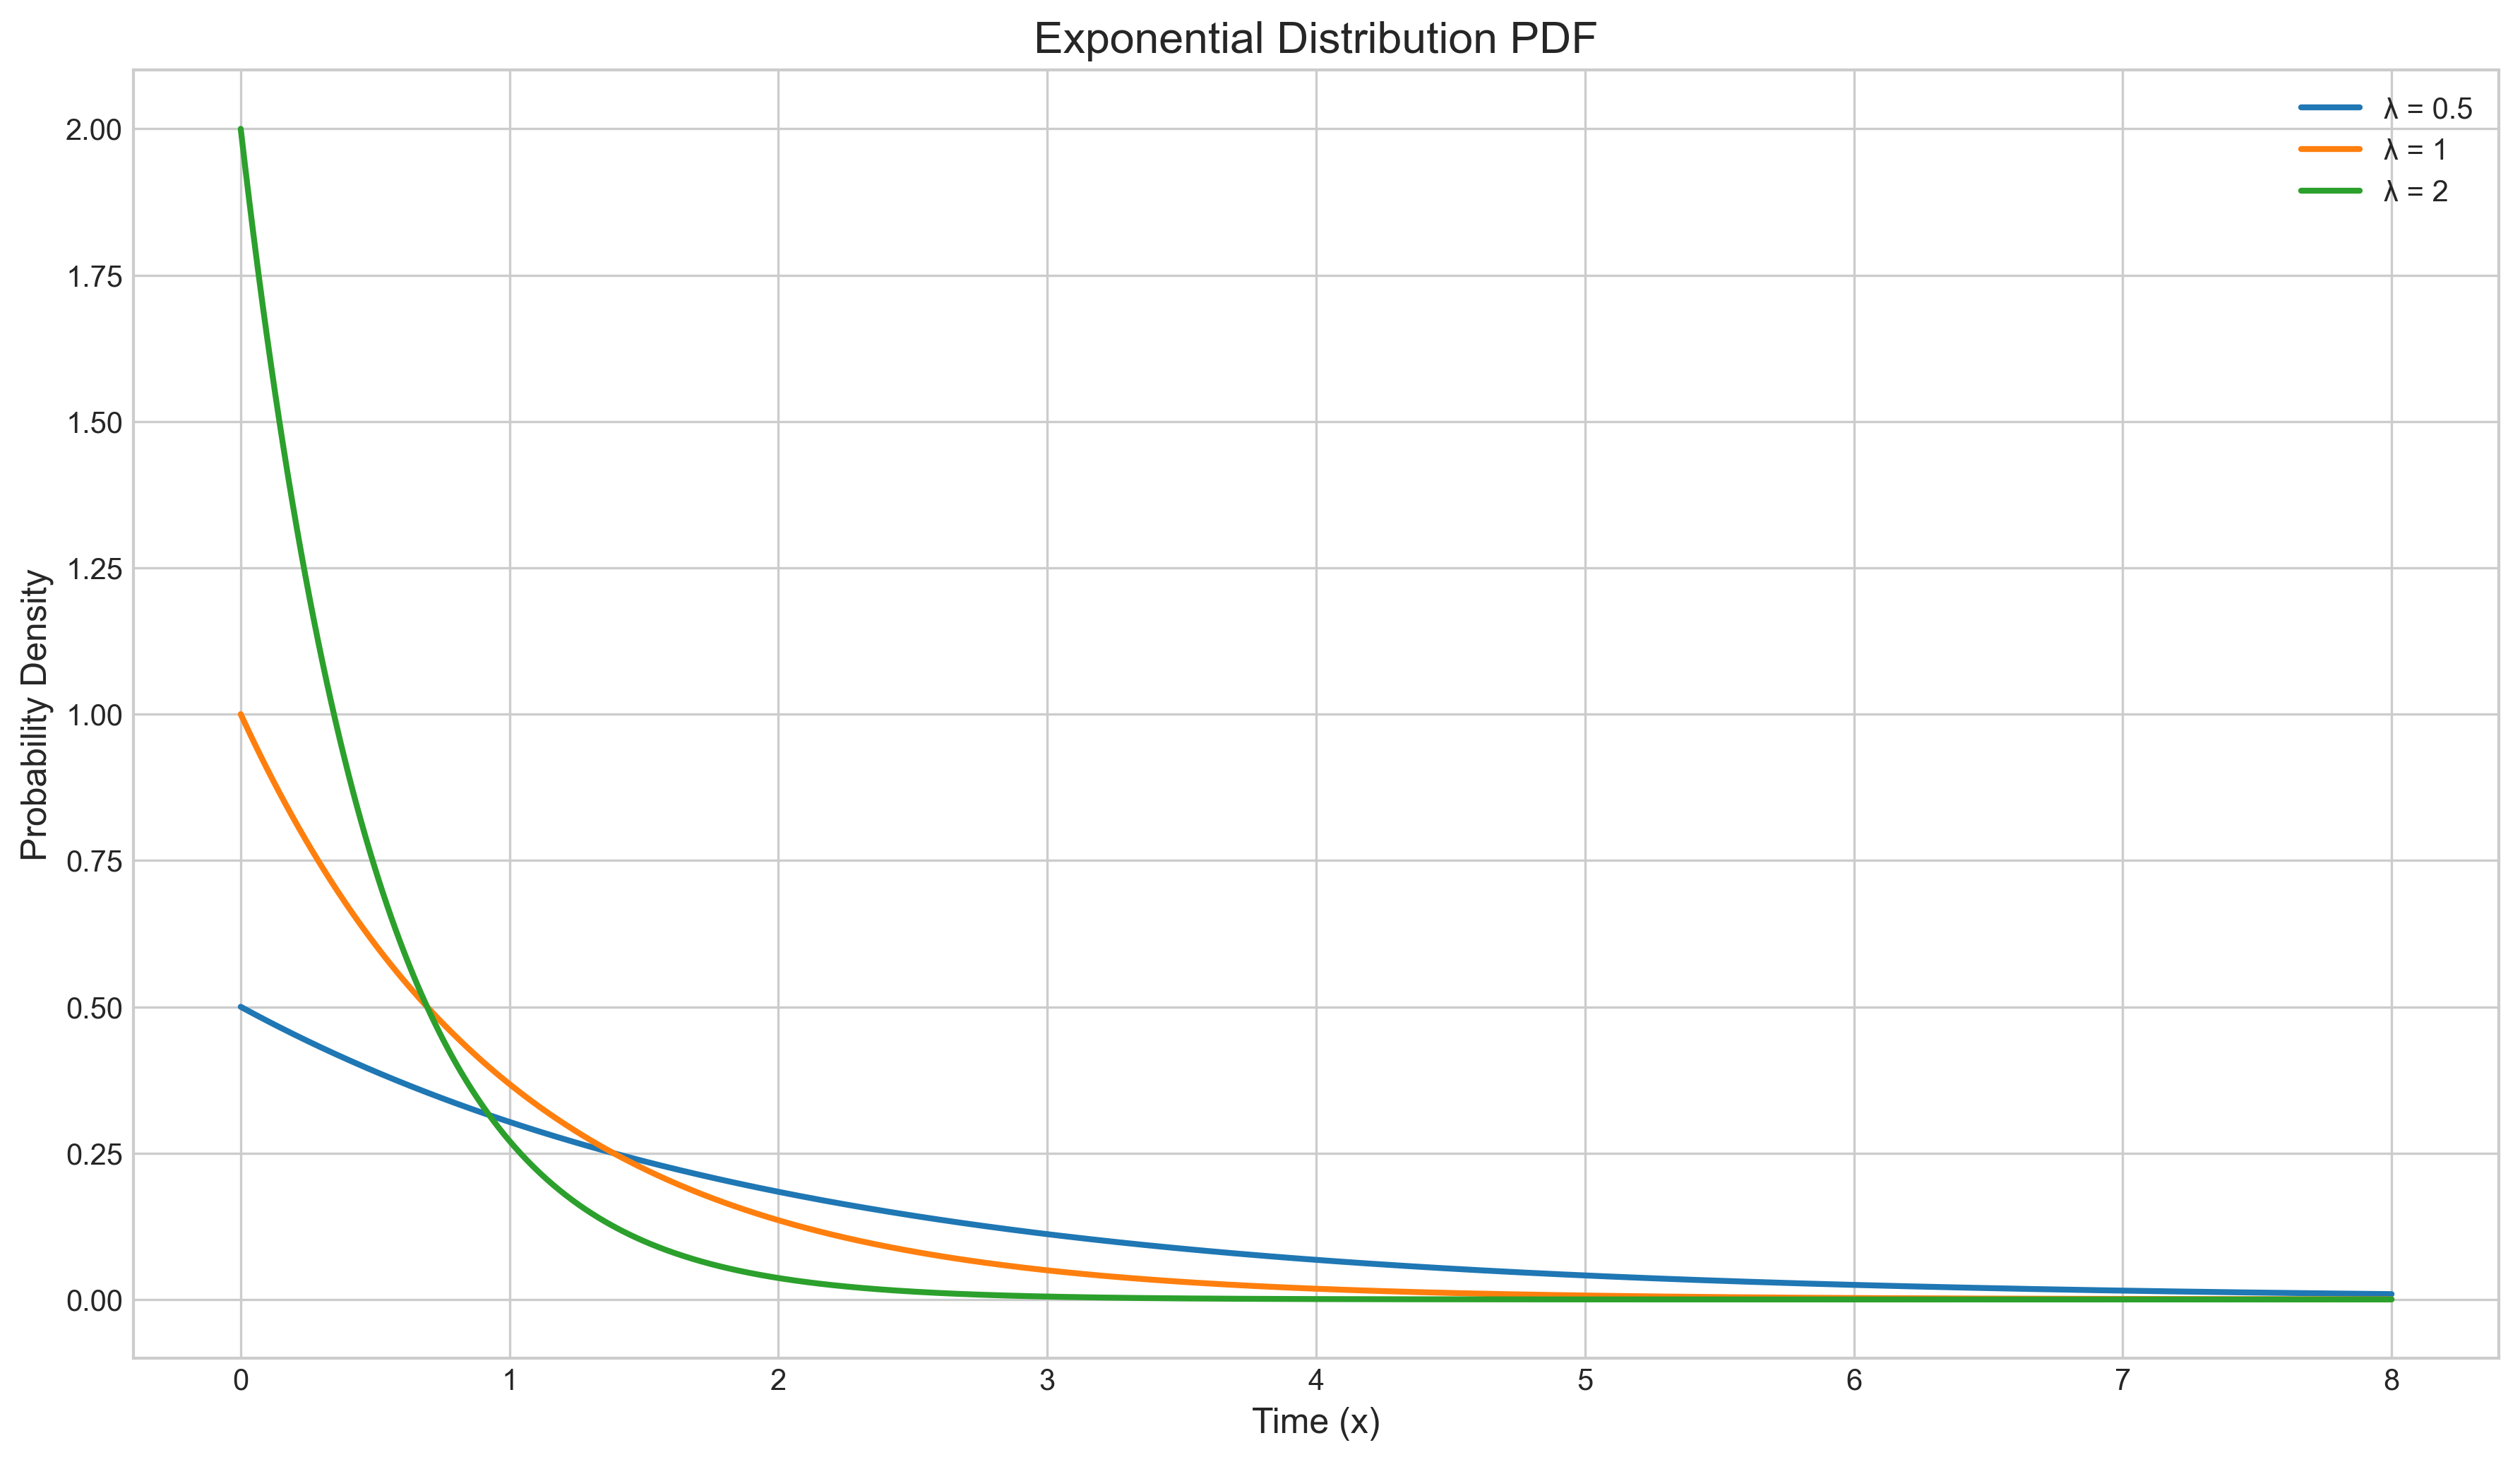 Exponential Distribution PDF
λ = 0.5
λ = 1
λ = 2
Probability Density
2.00
1.75
1.50
1.25
1.00
0.75
0.50
0.25
0.00
0 1 2 3 4 5 6 7 8
Time (x)